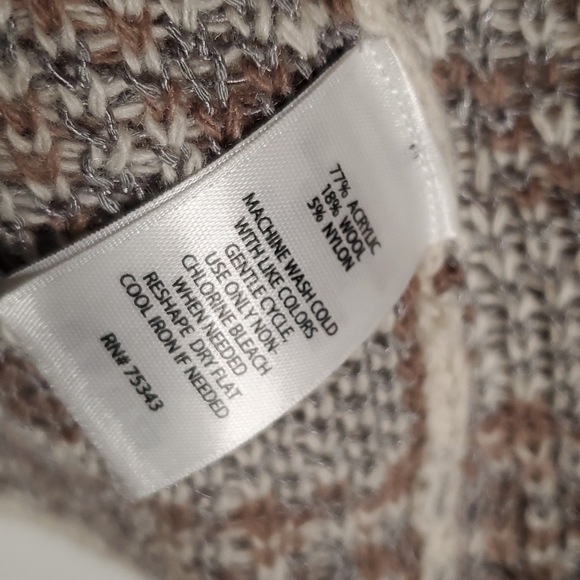 77% ACRYLIC
18% WOOL
5% NYLON
MACHINE WASH COLD
WITH LIKE COLORS
GENTLE CYCLE,
USE ONLY NON-
CHLORINE BLEACH
WHEN NEEDED
RESHAPE DRY FLAT
COOL IRON IF NEEDED
RN# 75343